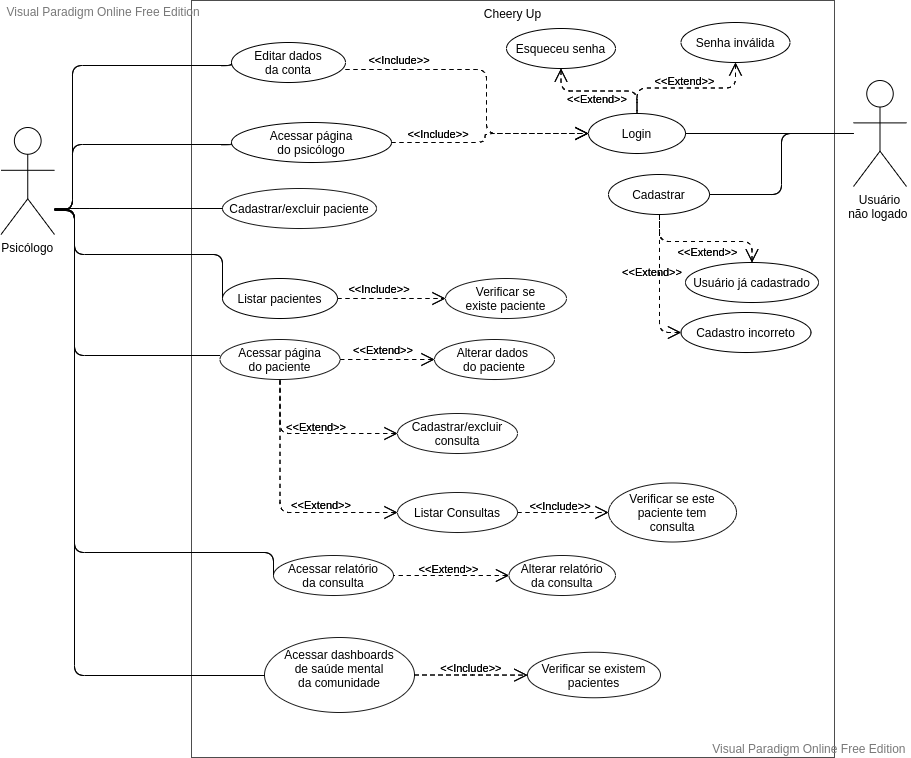 Visual Paradigm Online Free Edition
Cheery Up
Editar dados
da conta
<<Include>>
Esqueceu senha
Senha inválida
<<Extend>>
<<Extend>>
Acessar página
do psicólogo
<<Include>>
Login
Cadastrar/excluir paciente
Cadastrar
Psicólogo
Usuário
não logado
<<Extend>>
<<Extend>>
Usuário já cadastrado
Listar pacientes
<<Include>>
Verificar se
existe paciente
Cadastro incorreto
Acessar página
do paciente
<<Extend>>
Alterar dados
do paciente
<<Extend>>
Cadastrar/excluir
consulta
<<Extend>>
Listar Consultas
<<Include>>
Verificar se este
paciente tem
consulta
Acessar relatório
da consulta
<<Extend>>
Alterar relatório
da consulta
Acessar dashboards
de saúde mental
da comunidade
<<Include>>
Verificar se existem
pacientes
Visual Paradigm Online Free Edition